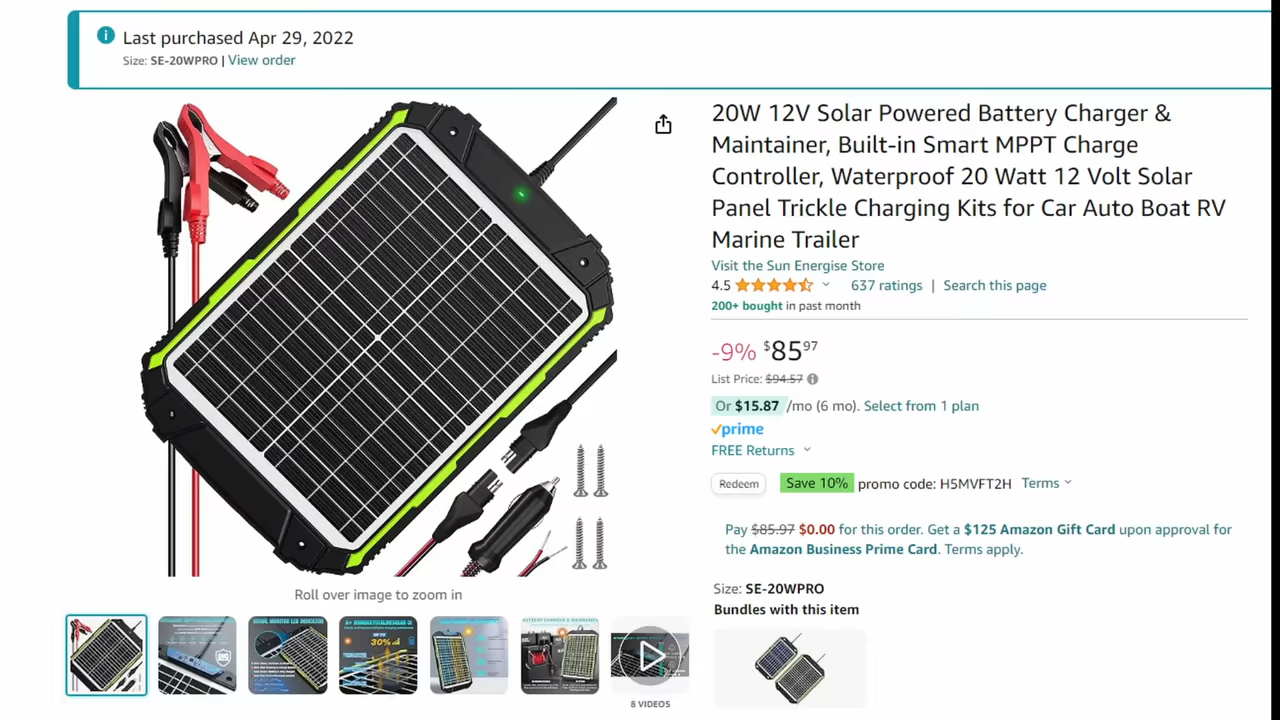 Last purchased Apr 29, 2022
Size: SE-20WPRO | View order
20W 12V Solar Powered Battery Charger &
Maintainer, Built-in Smart MPPT Charge
Controller, Waterproof 20 Watt 12 Volt Solar
Panel Trickle Charging Kits for Car Auto Boat RV
Marine Trailer
Visit the Sun Energise Store
4.5
637 ratings | Search this page
200+ bought in past month
-9% $85 97
List Price: $94.57
Or $15.87 /mo (6 mo). Select from 1 plan
prime
FREE Returns
Redeem Save 10% promo code: H5MVFT2H Terms
Pay $85.97 $0.00 for this order. Get a $125 Amazon Gift Card upon approval for
the Amazon Business Prime Card. Terms apply.
Size: SE-20WPRO
Bundles with this item
Roll over image to zoom in
30%
8 VIDEOS